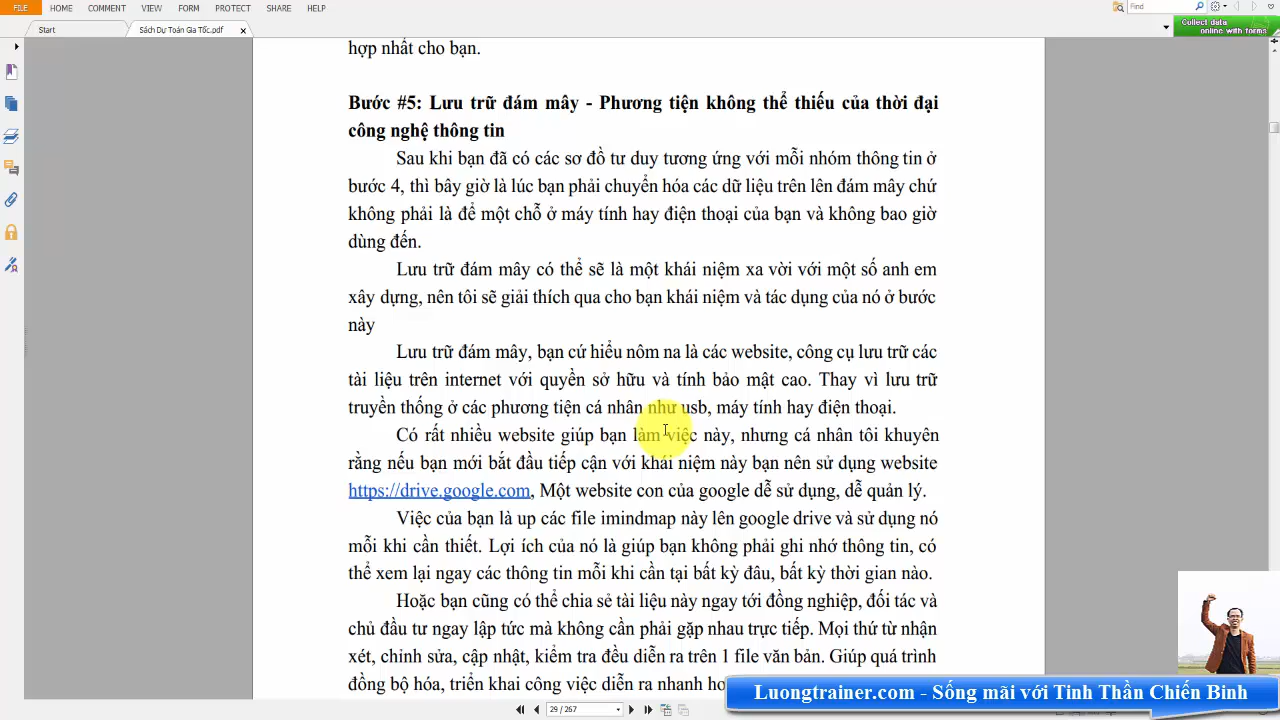 FILE HOME COMMENT VIEW FORM PROTECT SHARE HELP
Find
Start
Sách Dự Toán Gia Tốc.pdf
Collect data
online with forms
hợp nhất cho bạn.
Bước #5: Lưu trữ đám mây - Phương tiện không thể thiếu của thời đại
công nghệ thông tin
Sau khi bạn đã có các sơ đồ tư duy tương ứng với mỗi nhóm thông tin ở
bước 4, thì bây giờ là lúc bạn phải chuyển hóa các dữ liệu trên lên đám mây chứ
không phải là để một chỗ ở máy tính hay điện thoại của bạn và không bao giờ
dùng đến.
Lưu trữ đám mây có thể sẽ là một khái niệm xa vời với một số anh em
xây dựng, nên tôi sẽ giải thích qua cho bạn khái niệm và tác dụng của nó ở bước
này
Lưu trữ đám mây, bạn cứ hiểu nôm na là các website, công cụ lưu trữ các
tài liệu trên internet với quyền sở hữu và tính bảo mật cao. Thay vì lưu trữ
truyền thống ở các phương tiện cá nhân như usb, máy tính hay điện thoại.
Có rất nhiều website giúp bạn làm việc này, nhưng cá nhân tôi khuyên
rằng nếu bạn mới bắt đầu tiếp cận với khái niệm này bạn nên sử dụng website
https://drive.google.com, Một website con của google dễ sử dụng, dễ quản lý.
Việc của bạn là up các file imindmap này lên google drive và sử dụng nó
mỗi khi cần thiết. Lợi ích của nó là giúp bạn không phải ghi nhớ thông tin, có
thể xem lại ngay các thông tin mỗi khi cần tại bất kỳ đâu, bất kỳ thời gian nào.
Hoặc bạn cũng có thể chia sẻ tài liệu này ngay tới đồng nghiệp, đối tác và
chủ đầu tư ngay lập tức mà không cần phải gặp nhau trực tiếp. Mọi thứ từ nhận
xét, chỉnh sửa, cập nhật, kiểm tra đều diễn ra trên 1 file văn bản. Giúp quá trình
đồng bộ hóa, triển khai công việc diễn ra nhanh
Luongtrainer.com - Sống mãi với Tinh Thần Chiến Binh
29 / 267